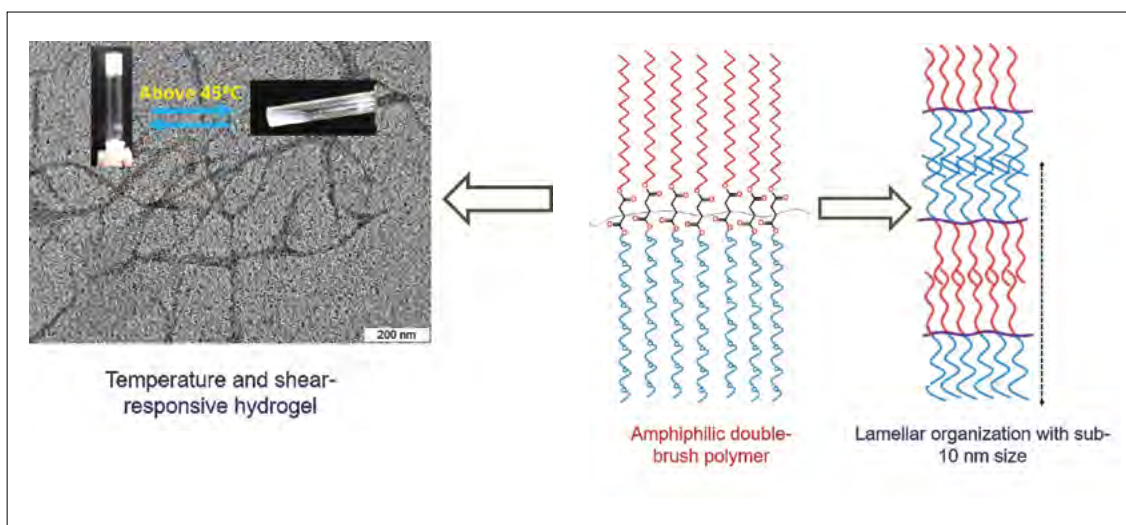 Above 45ºC
200 nm
Temperature and shear-
responsive hydrogel
Amphiphilic double-
brush polymer
Lamellar organization with sub-
10 nm size